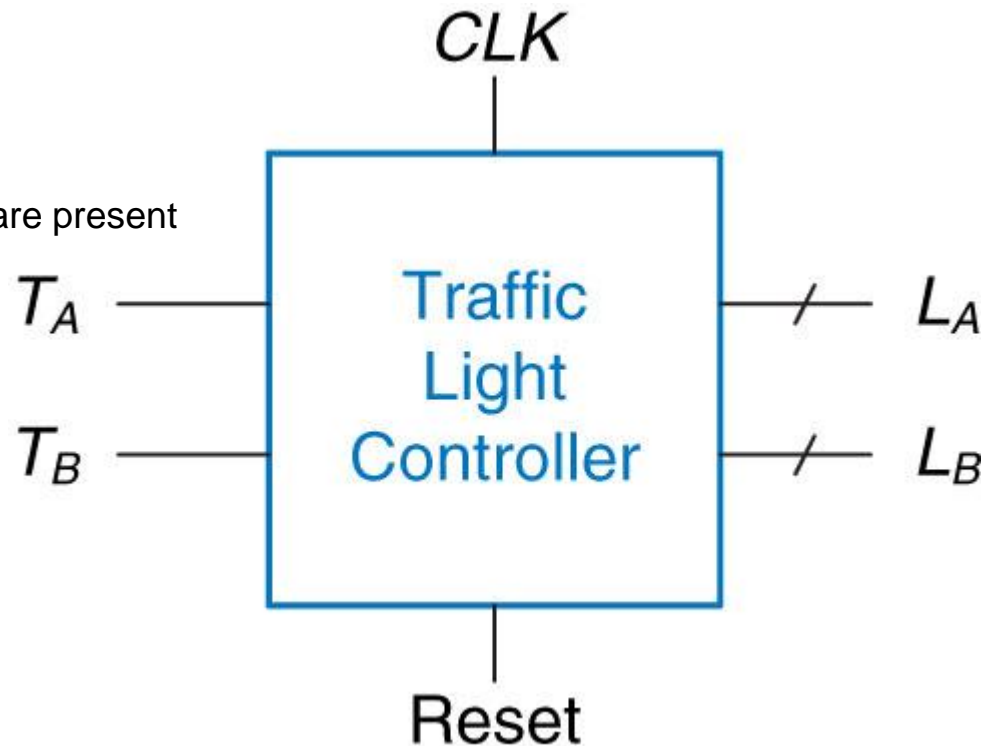 CLK
are present
T_A
Traffic
L_A
Light
T_B
Controller
L_B
Reset